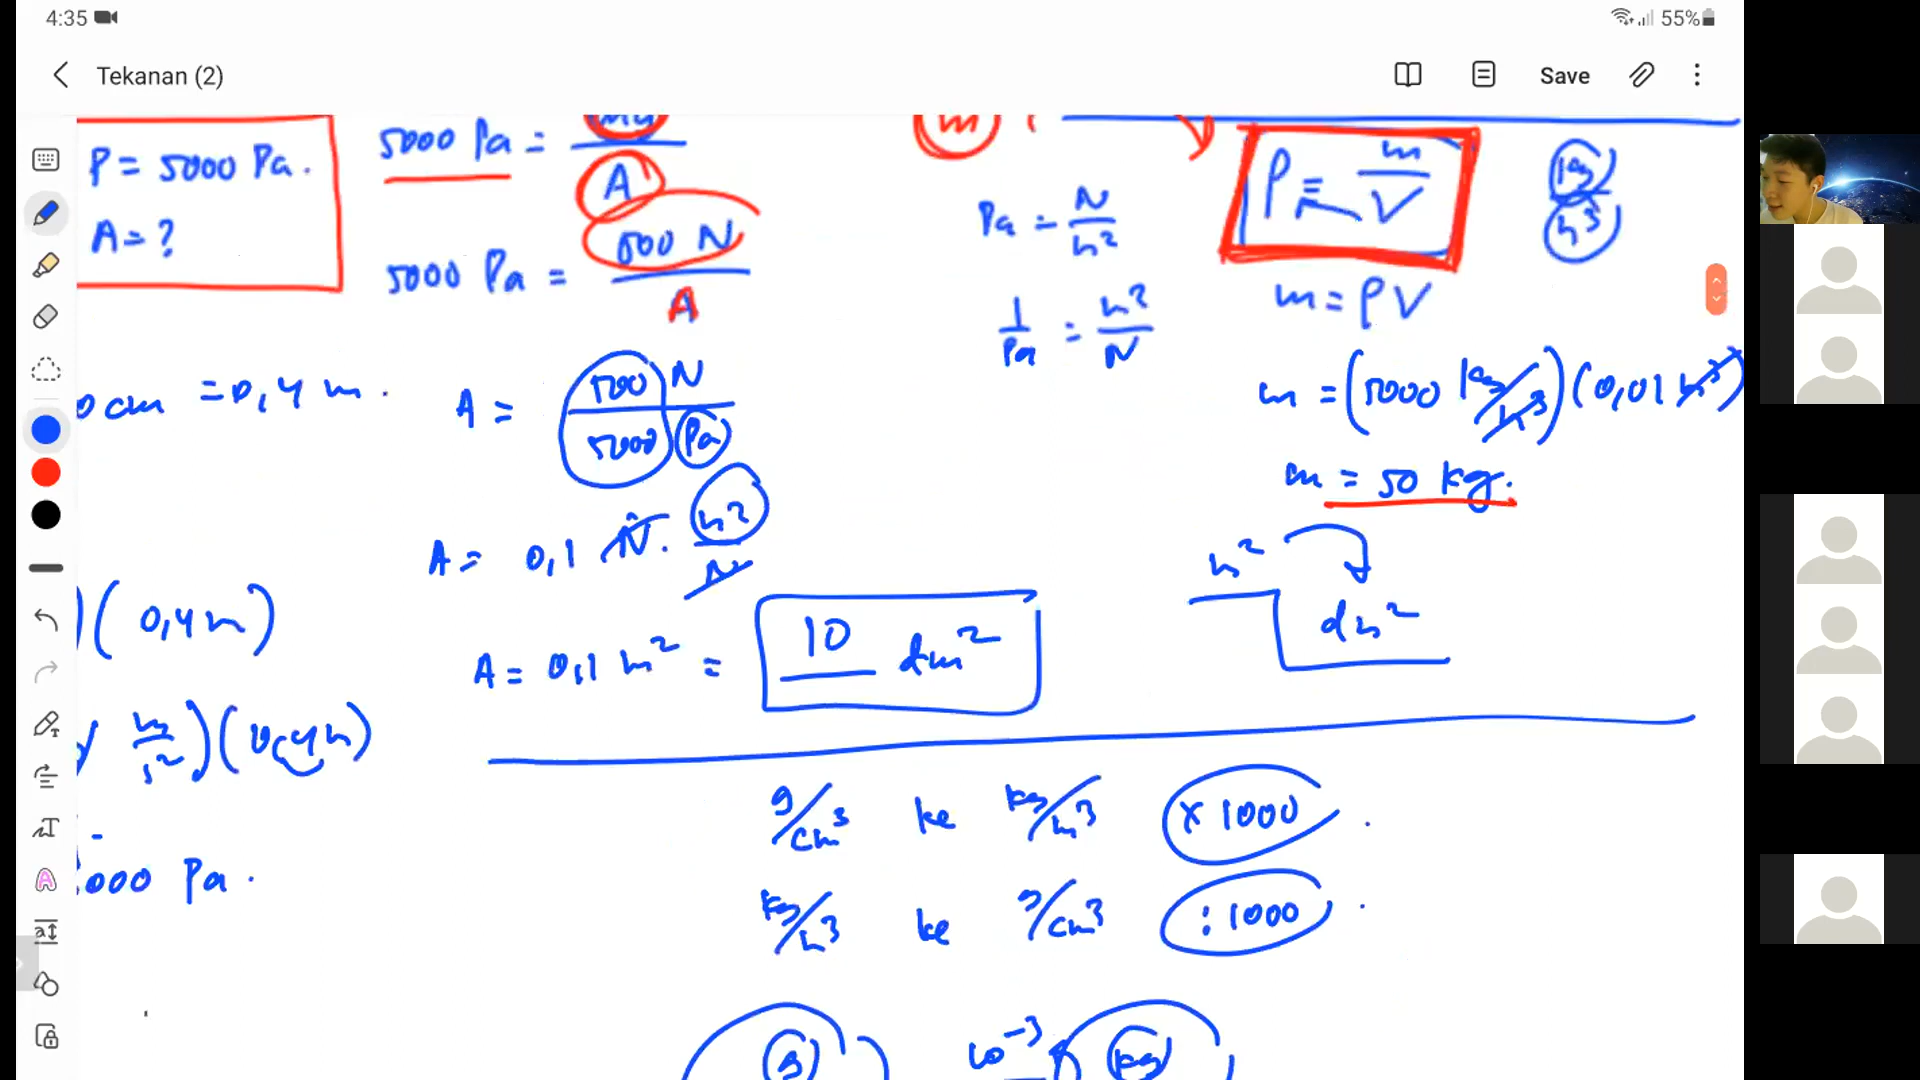 4:35
55%
Tekanan (2)
Save
P = 5000 Pa.
A = ?
5000 Pa = mg / A
5000 Pa = 500 N / A
0 cm = 0,4 m.
A = 500 N / 5000 Pa
A = 0,1 N. m² / N
A = 0,1 m² = 10 dm²
)( 0,4 m )
m/s² )( 0,4 m )
000 Pa.
m
Pa = N / m²
1 / Pa = m² / N
ρ = m / V
kg / m³
m = ρ V
m = (5000 kg/m³)(0,01 m³)
m = 50 kg.
m²
dm²
g/cm³ ke kg/m³ × 1000.
kg/m³ ke g/cm³ : 1000.
g
10⁻³ kg